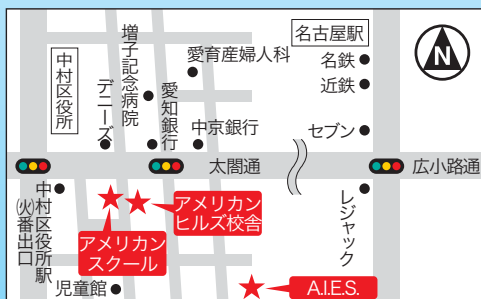 名古屋駅
名鉄
近鉄
セブン
N
愛育産婦人科
増子記念病院
中村区役所
デニーズ
愛知銀行
中京銀行
太閤通
広小路通
中村区役所駅
㈫番出口
アメリカン
ヒルズ校舎
アメリカン
スクール
レジャック
児童館
A.I.E.S.